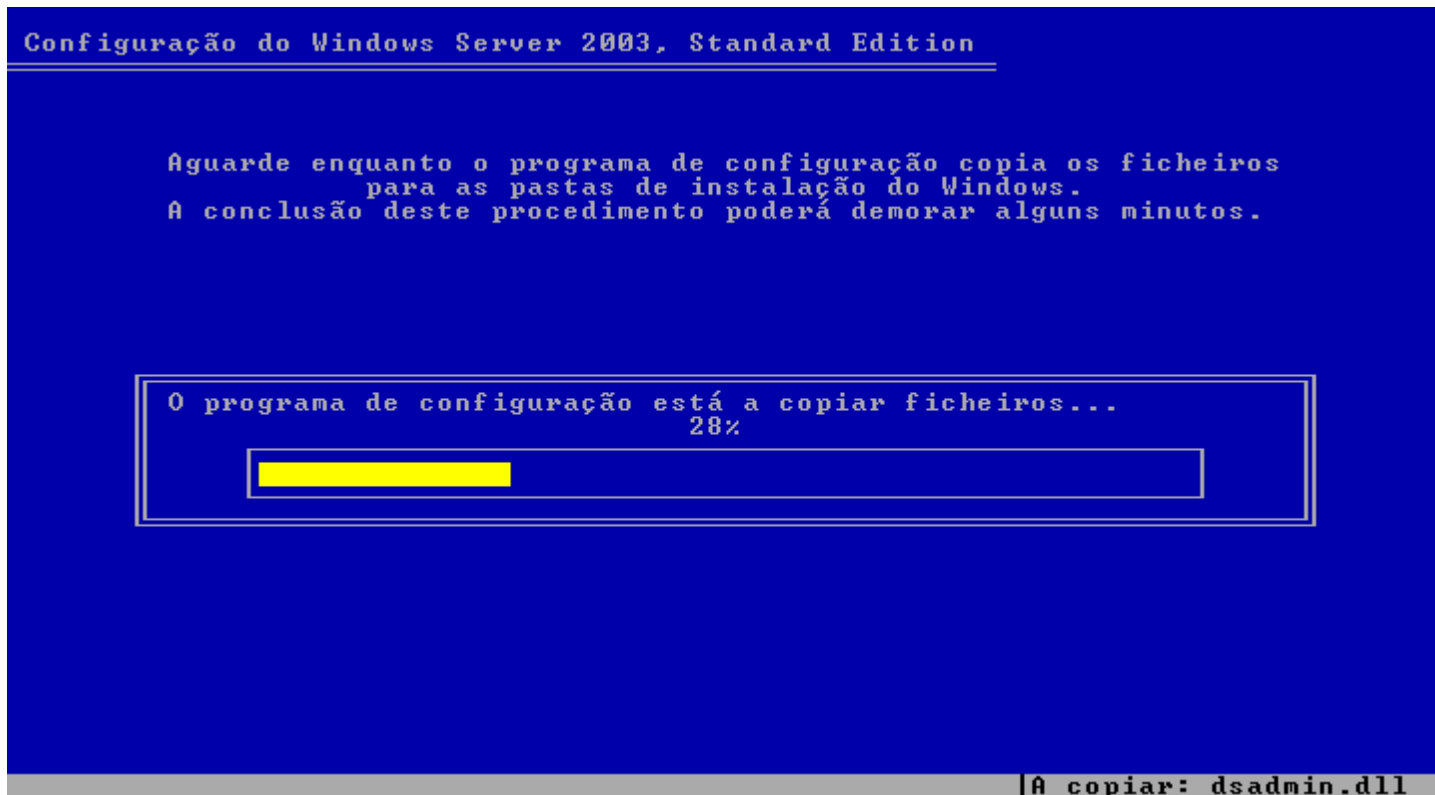 Configuração do Windows Server 2003, Standard Edition
Aguarde enquanto o programa de configuração copia os ficheiros
para as pastas de instalação do Windows.
A conclusão deste procedimento poderá demorar alguns minutos.
O programa de configuração está a copiar ficheiros...
28%
A copiar: dsadmin.dll